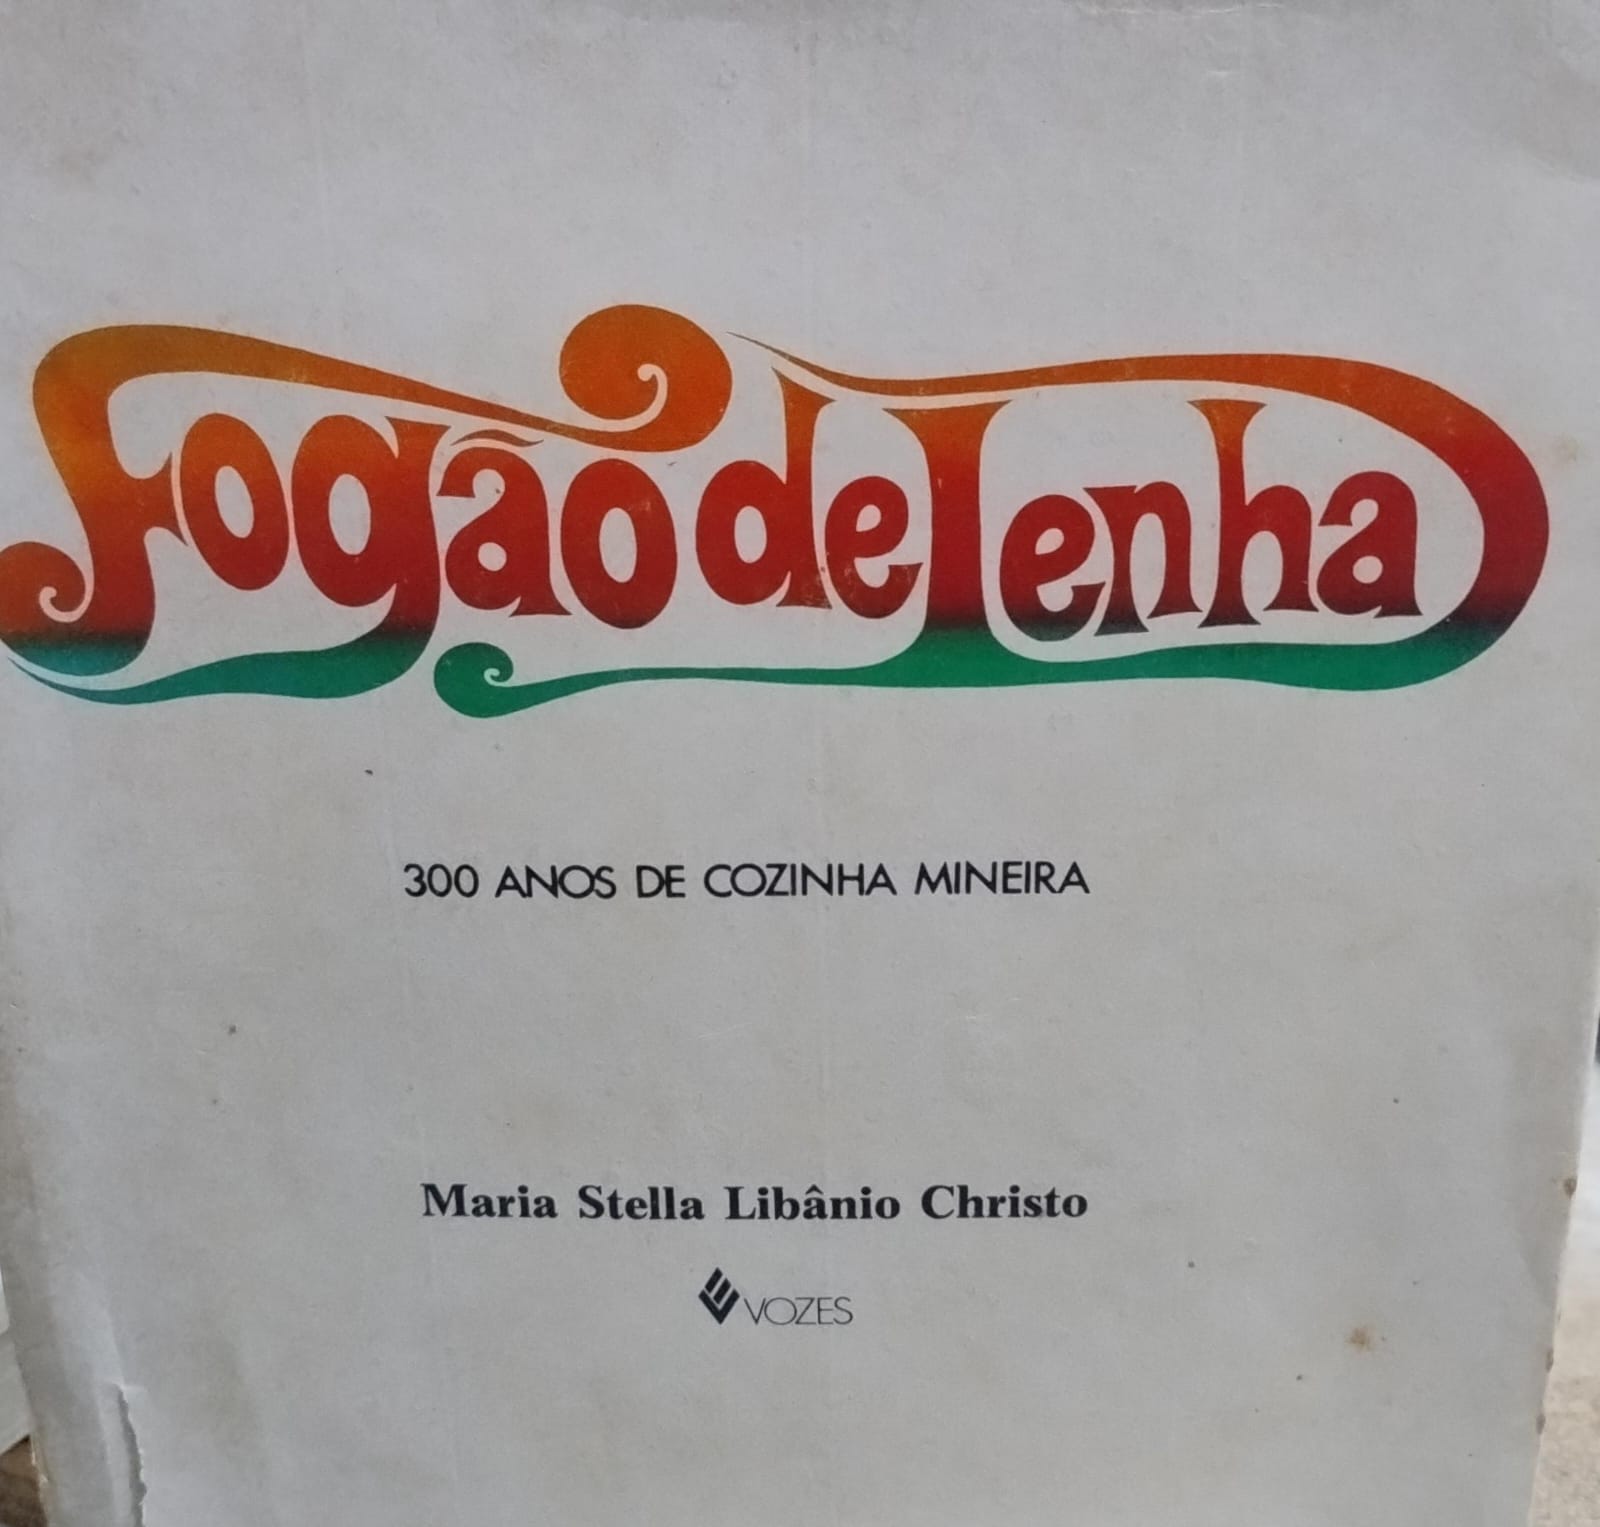 Fogão de Lenha
300 ANOS DE COZINHA MINEIRA
Maria Stella Libânio Christo
VOZES